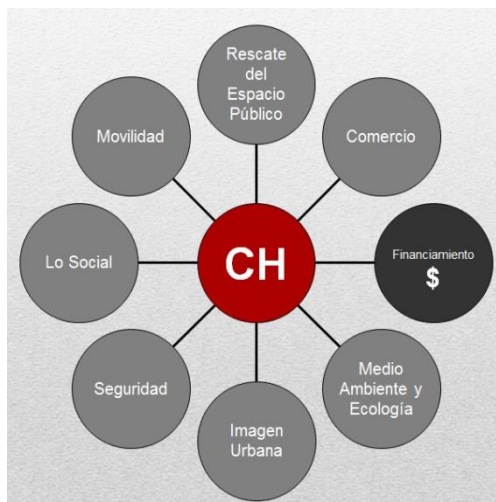 Rescate
del
Espacio
Público
Movilidad
Comercio
Lo Social
CH
Financiamiento
$
Seguridad
Medio
Ambiente y
Ecología
Imagen
Urbana